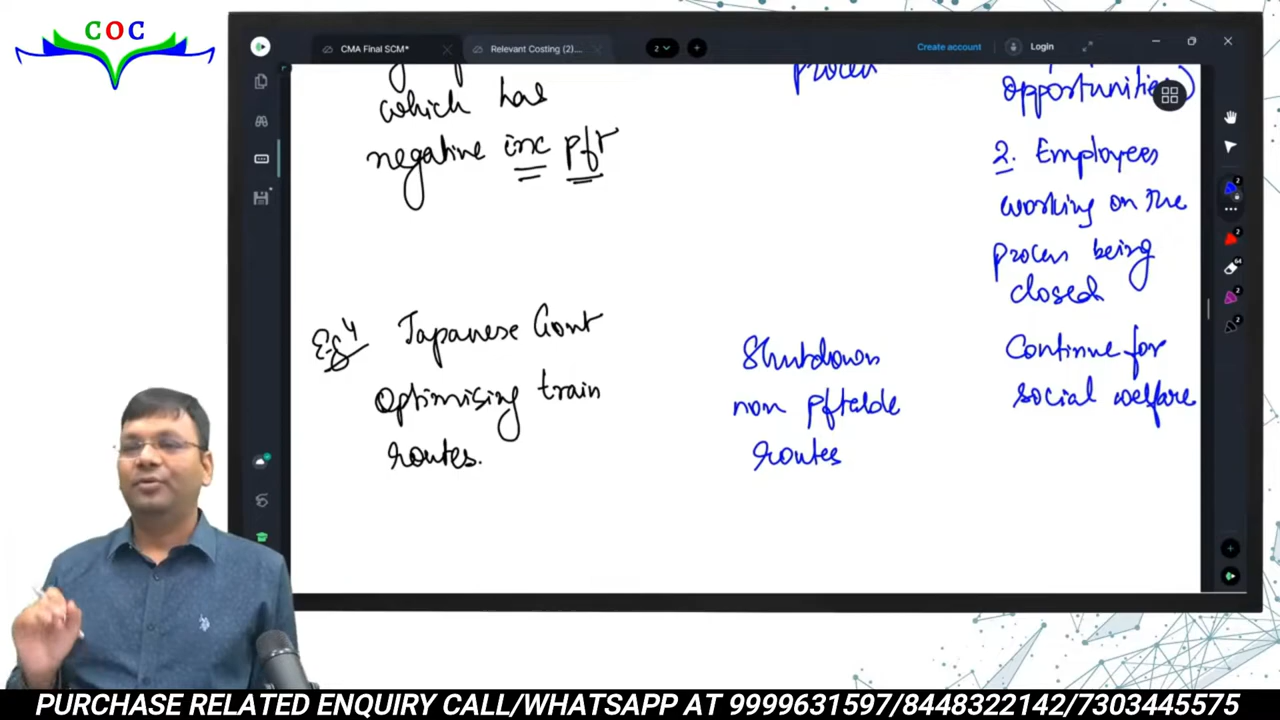 COC
CMA Final SCM*
Relevant Costing (2)....
2
Create account
Login
which has
negative inc pft
process
opportunities)
2. Employees
working on the
process being
closed
Eg 4 Japanese Govt
optimising train
routes.
Shutdown
non pftable
routes
Continue for
social welfare
PURCHASE RELATED ENQUIRY CALL/WHATSAPP AT 9999631597/8448322142/7303445575